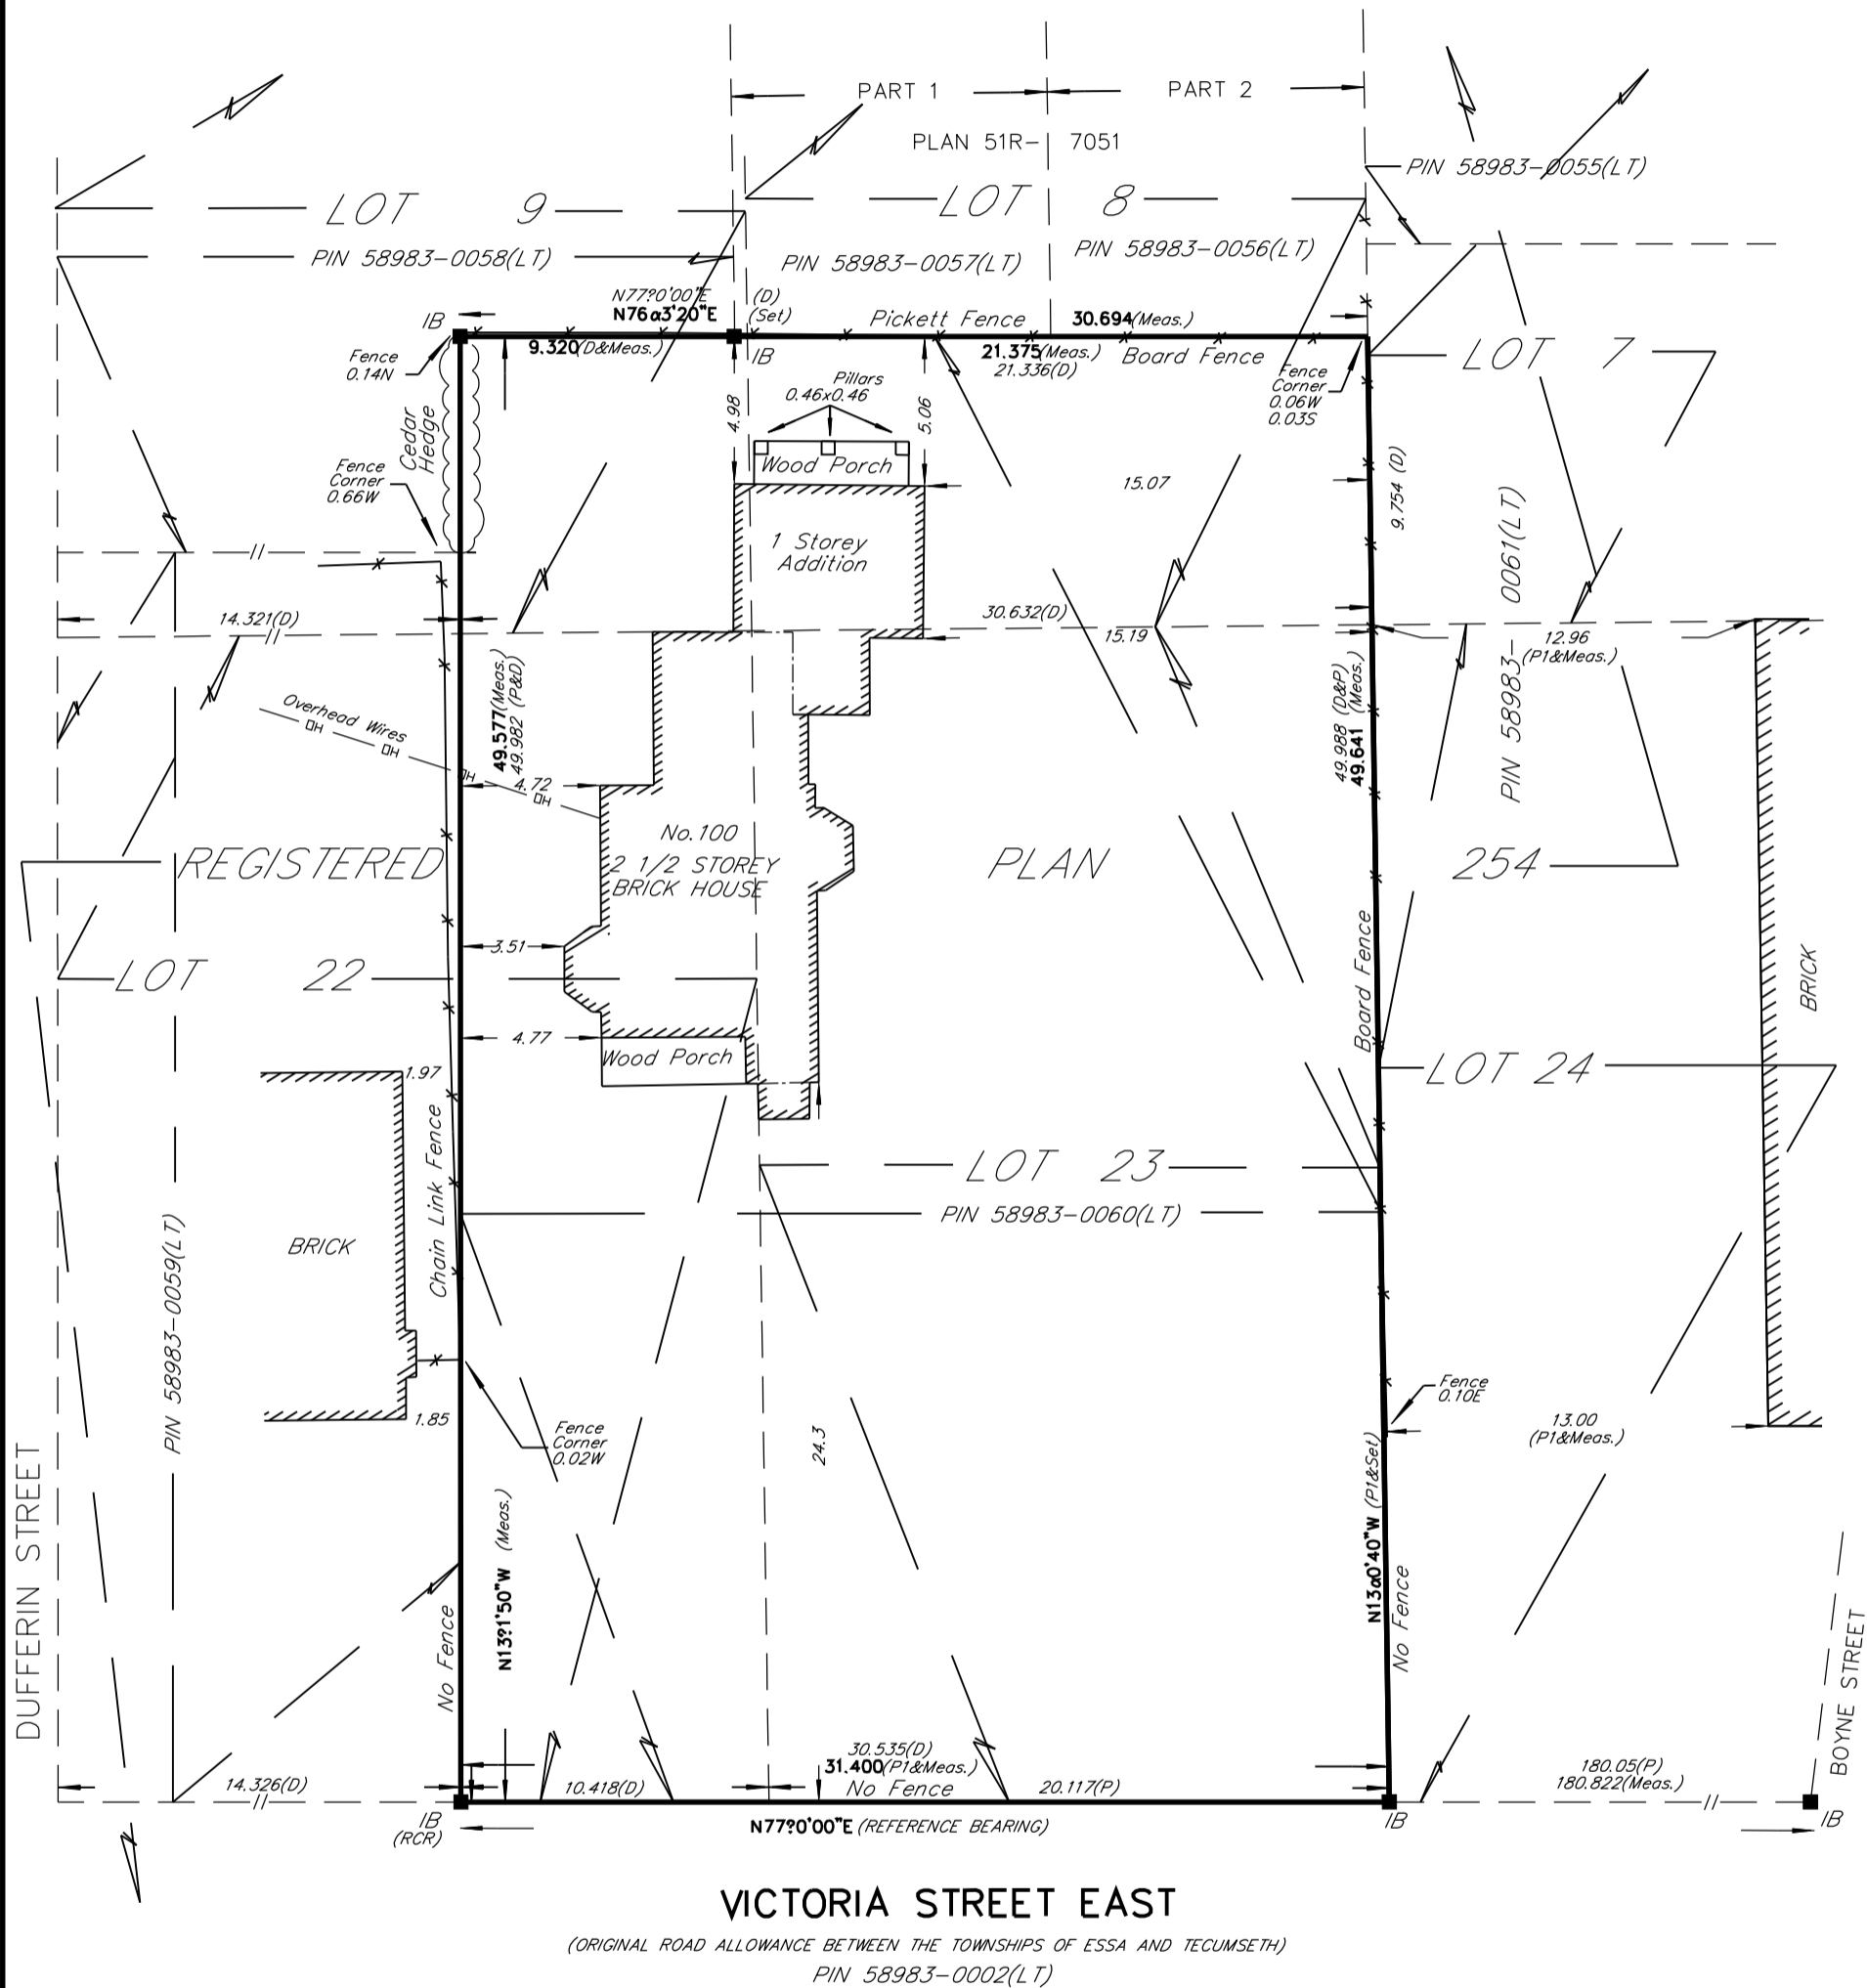 PART 1
PART 2
PLAN 51R- 7051
PIN 58983-0055(LT)
LOT 9
LOT 8
PIN 58983-0058(LT)
PIN 58983-0057(LT)
PIN 58983-0056(LT)
N77?0'00"E (D)
N76α3'20"E (Set)
IB
Pickett Fence
30.694(Meas.)
9.320(D&Meas.)
IB
21.375(Meas.)
21.336(D)
Board Fence
LOT 7
Fence
0.14N
Pillars
0.46x0.46
Fence
Corner
0.06W
0.03S
Cedar
Hedge
4.98
5.06
Fence
Corner
0.66W
Wood Porch
15.07
9.754 (D)
1 Storey
Addition
PIN 58983- 0061(LT)
14.321(D)
30.632(D)
15.19
12.96
(P1&Meas.)
49.577(Meas.)
49.982 (P&D)
49.988 (D&P)
49.641 (Meas.)
Overhead Wires
OH
OH
OH
OH
4.72
No.100
2 1/2 STOREY
BRICK HOUSE
REGISTERED PLAN 254
3.51
LOT 22
Board Fence
BRICK
4.77
Wood Porch
LOT 24
1.97
Chain Link Fence
LOT 23
PIN 58983-0060(LT)
BRICK
PIN 58983-0059(LT)
1.85
Fence
Corner
0.02W
24.3
Fence
0.10E
13.00
(P1&Meas.)
DUFFERIN STREET
N13?1'50"W (Meas.)
No Fence
N13α0'40"W (P1&Set)
No Fence
BOYNE STREET
14.326(D)
30.535(D)
31.400(P1&Meas.)
10.418(D)
No Fence
20.117(P)
180.05(P)
180.822(Meas.)
IB
(RCR)
N77?0'00"E (REFERENCE BEARING)
IB
IB
VICTORIA STREET EAST
(ORIGINAL ROAD ALLOWANCE BETWEEN THE TOWNSHIPS OF ESSA AND TECUMSETH)
PIN 58983-0002(LT)